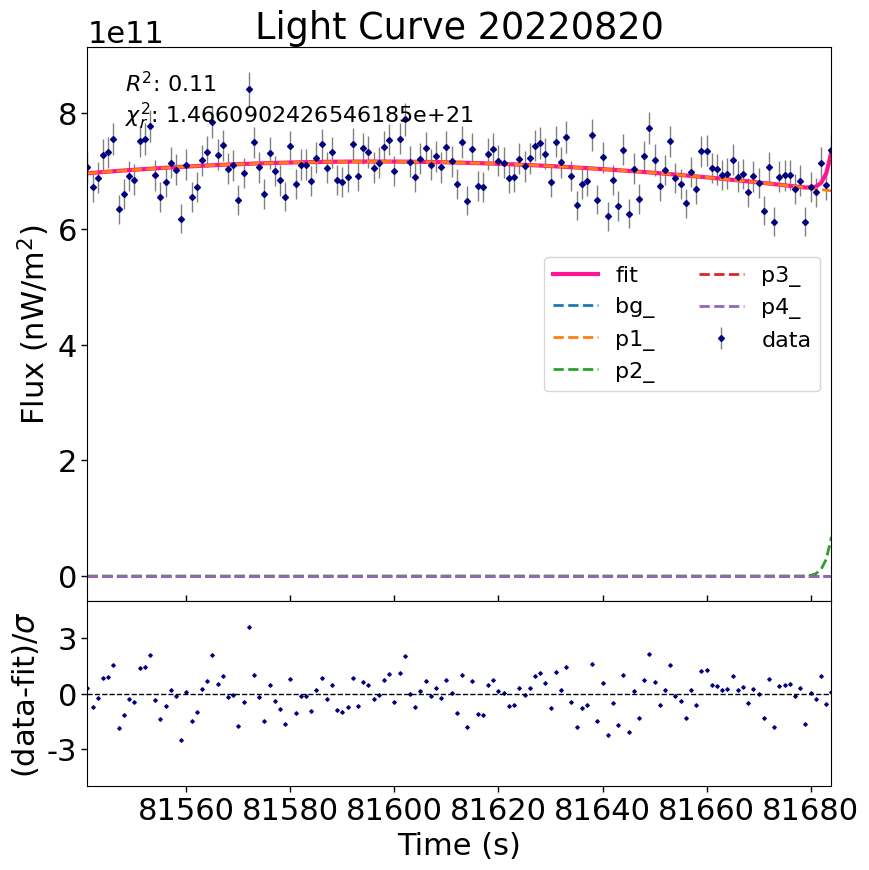 Light Curve 20220820
1e11
R²: 0.11
χ²ᵣ: 1.4660902426546185e+21
8
6
4
2
0
Flux (nW/m²)
fit
bg_
p1_
p2_
p3_
p4_
data
3
0
-3
(data-fit)/σ
81560 81580 81600 81620 81640 81660 81680
Time (s)